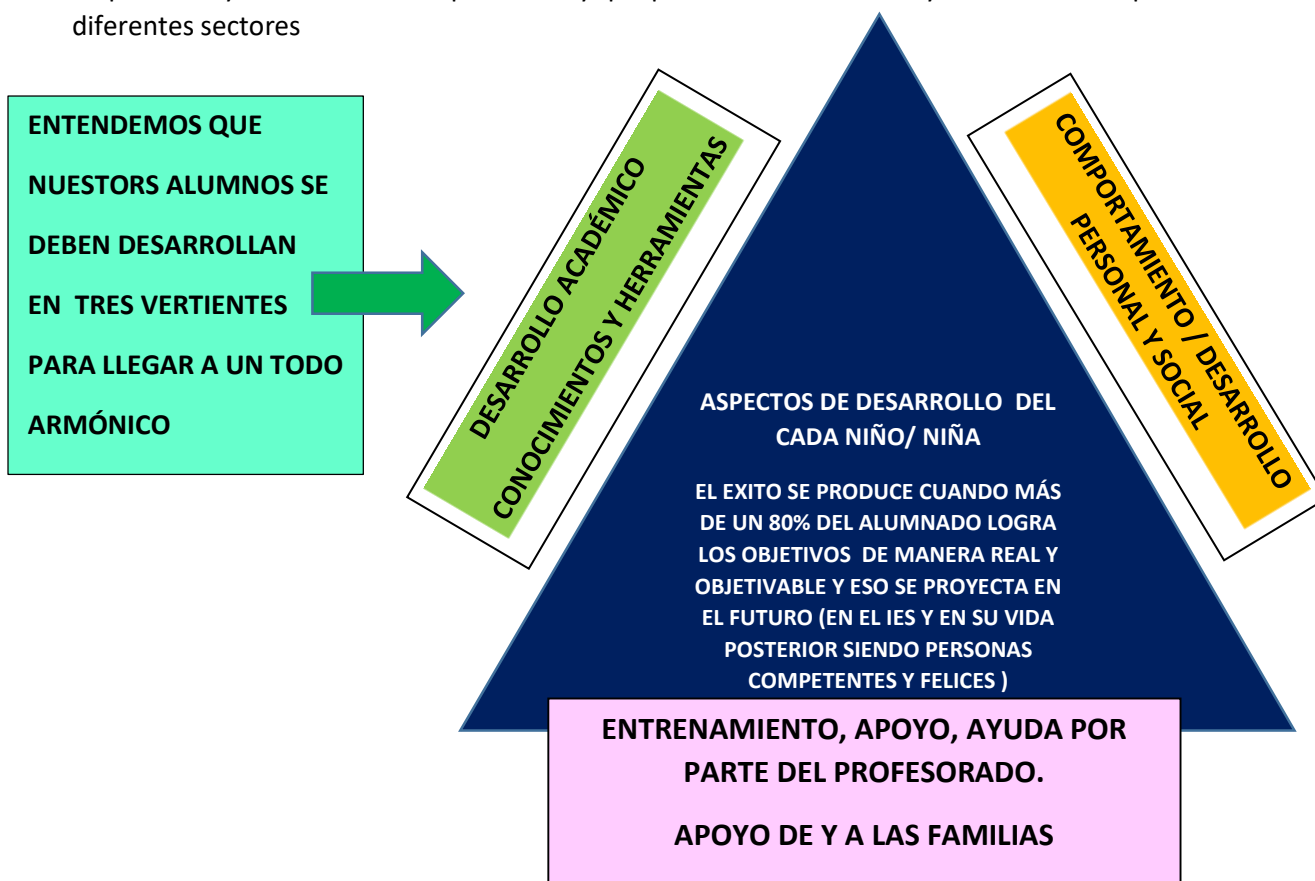 diferentes sectores
ENTENDEMOS QUE
NUESTORS ALUMNOS SE
DEBEN DESARROLLAN
EN TRES VERTIENTES
PARA LLEGAR A UN TODO
ARMÓNICO
DESARROLLO ACADÉMICO
CONOCIMIENTOS Y HERRAMIENTAS
COMPORTAMIENTO / DESARROLLO
PERSONAL Y SOCIAL
ASPECTOS DE DESARROLLO DEL
CADA NIÑO/ NIÑA
EL EXITO SE PRODUCE CUANDO MÁS
DE UN 80% DEL ALUMNADO LOGRA
LOS OBJETIVOS DE MANERA REAL Y
OBJETIVABLE Y ESO SE PROYECTA EN
EL FUTURO (EN EL IES Y EN SU VIDA
POSTERIOR SIENDO PERSONAS
COMPETENTES Y FELICES )
ENTRENAMIENTO, APOYO, AYUDA POR
PARTE DEL PROFESORADO.
APOYO DE Y A LAS FAMILIAS